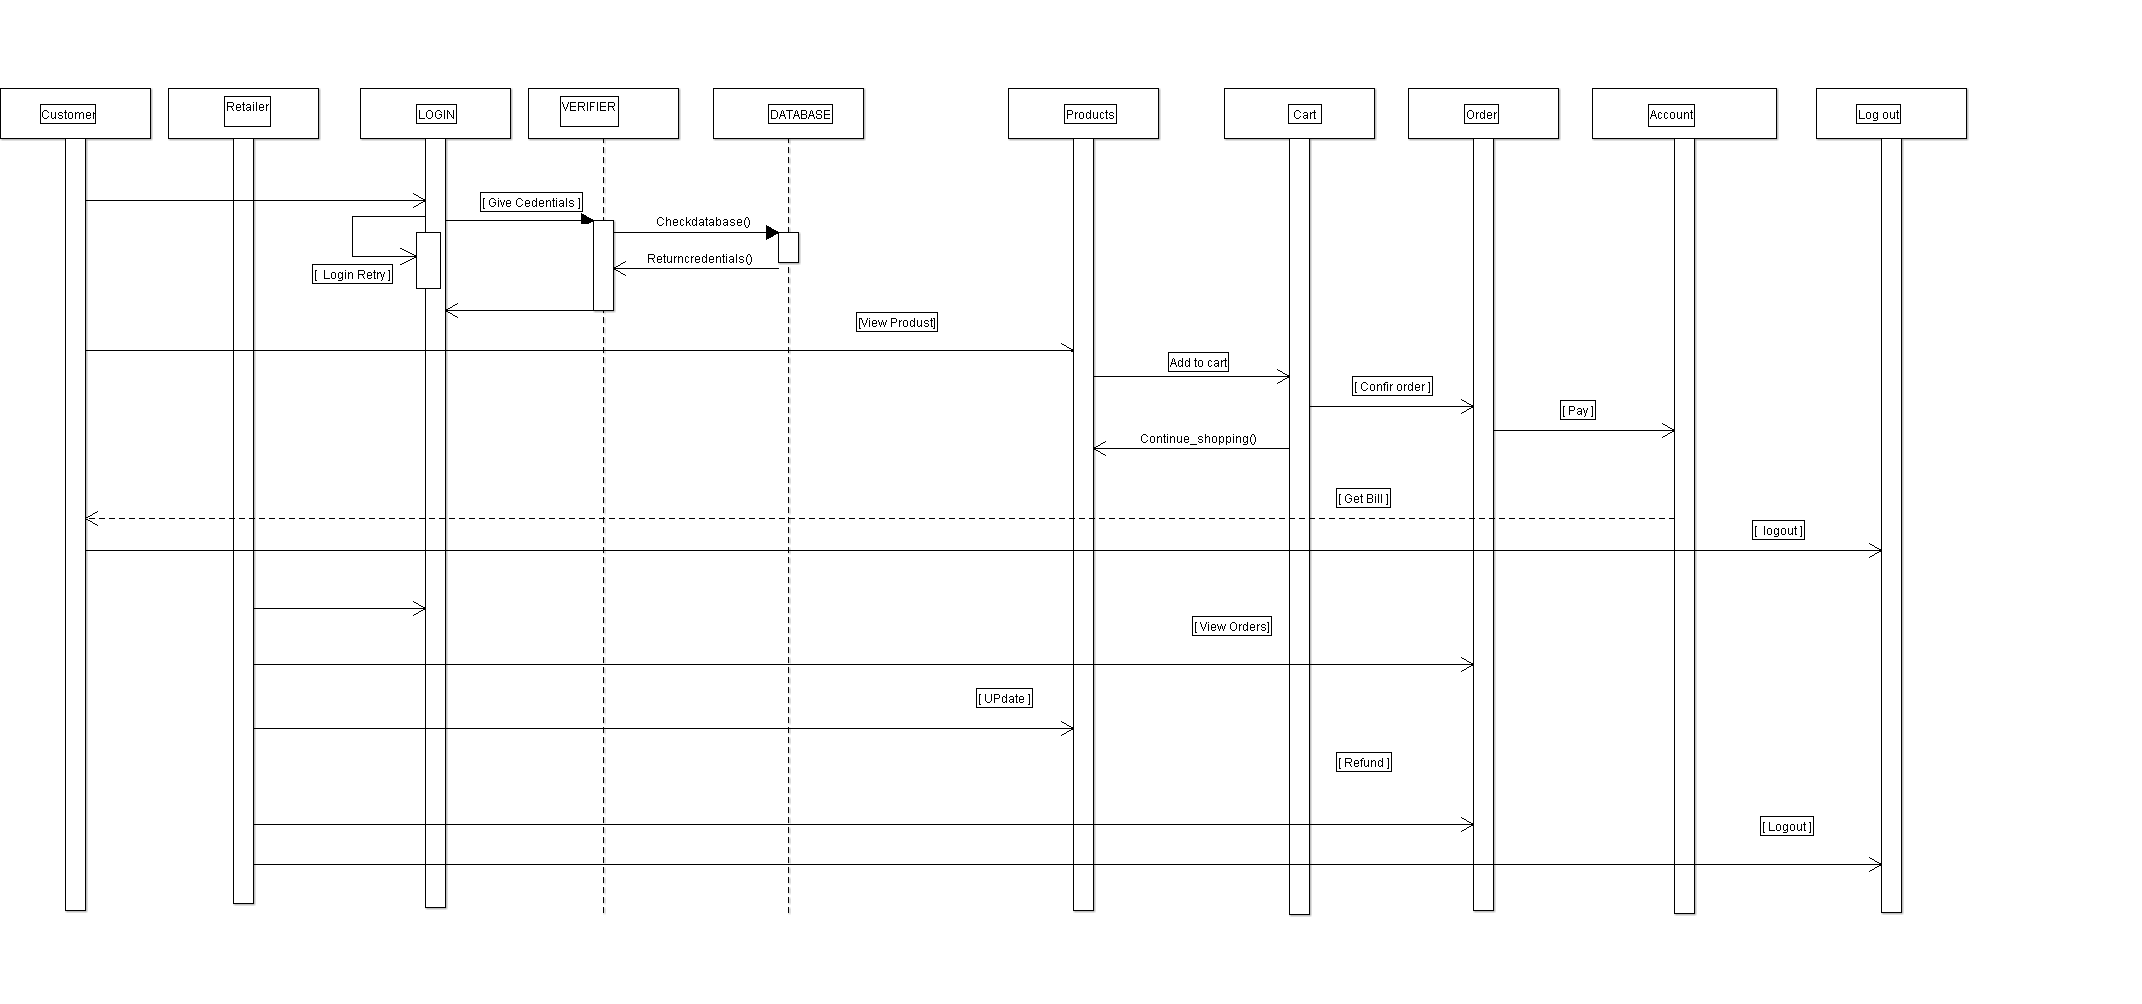 Customer
Retailer
LOGIN
VERIFIER
DATABASE
Products
Cart
Order
Account
Log out
[ Give Cedentials ]
Checkdatabase()
Returncredentials()
[ Login Retry ]
[View Produst]
Add to cart
[ Confir order ]
[ Pay ]
Continue_shopping()
[ Get Bill ]
[ logout ]
[ View Orders]
[ UPdate ]
[ Refund ]
[ Logout ]